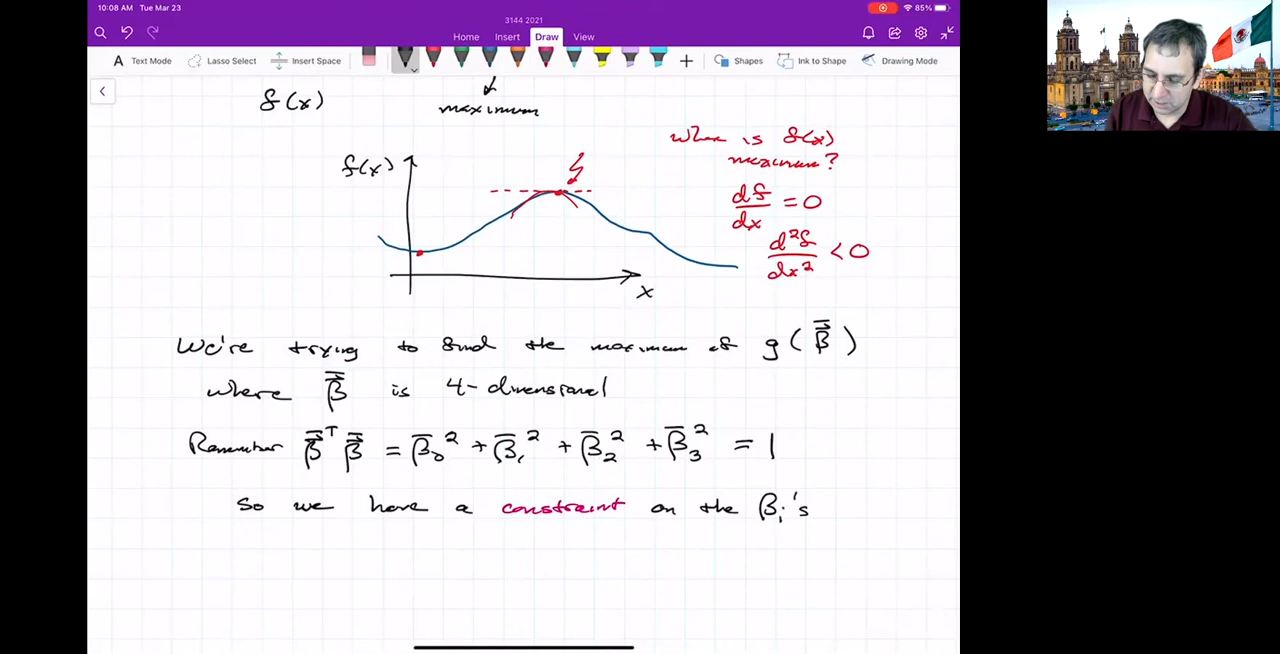 10:08 AM Tue Mar 23
85%
3144 2021
Home Insert Draw View
Text Mode Lasso Select Insert Space Shapes Ink to Shape Drawing Mode
f(x)
maximum
When is f(x)
maximum?
f(x)
df/dx = 0
d²f/dx² < 0
x
We're trying to find the maximum of g(β̄⃗)
where β̄⃗ is 4-dimensional
Remember β̄⃗ᵀ β̄⃗ = β̄₀² + β̄₁² + β̄₂² + β̄₃² = 1
So we have a constraint on the βᵢ's